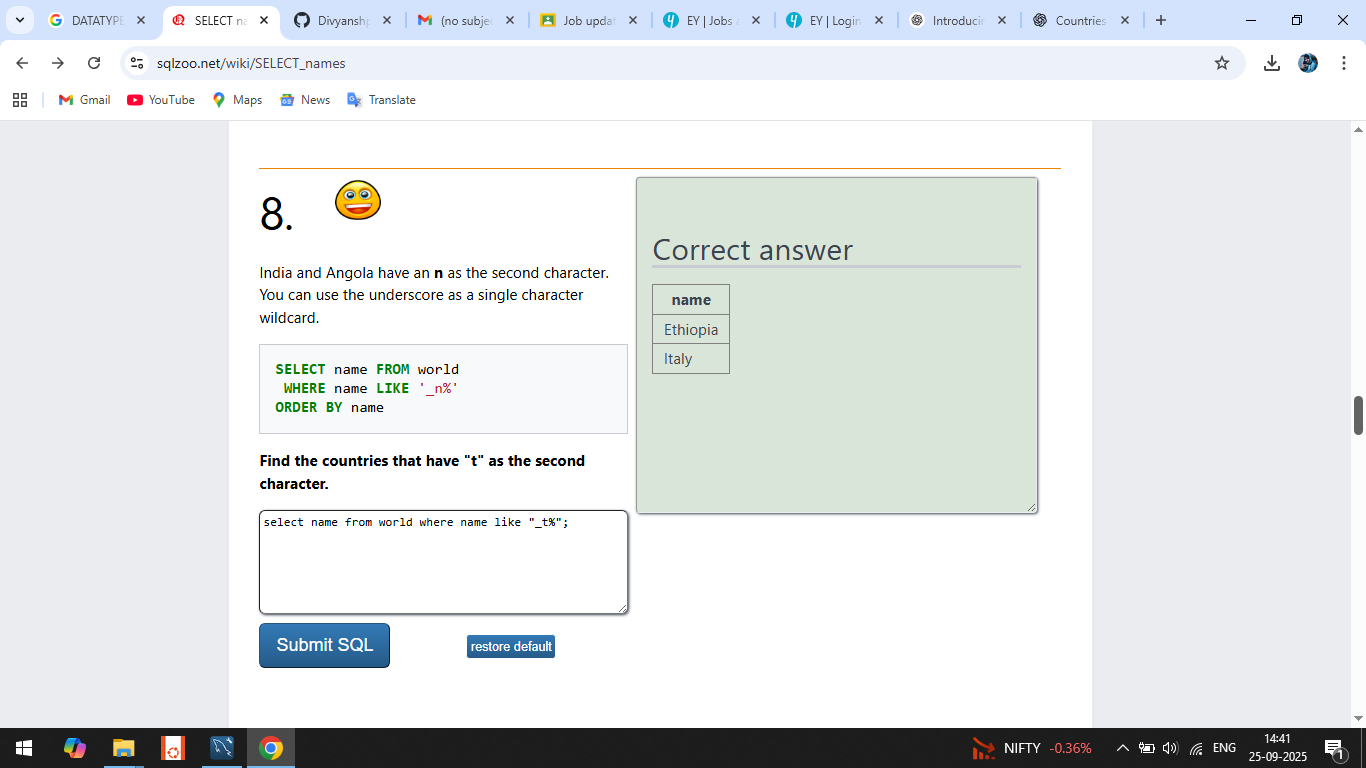 DATATYPE
SELECT na
Divyanshp
(no subje
Job updat
EY | Jobs
EY | Login
Introducin
Countries
sqlzoo.net/wiki/SELECT_names
Gmail
YouTube
Maps
News
Translate
8.
India and Angola have an n as the second character.
You can use the underscore as a single character
wildcard.
SELECT name FROM world
WHERE name LIKE '_n%'
ORDER BY name
Find the countries that have "t" as the second
character.
select name from world where name like "_t%";
Submit SQL
restore default
Correct answer
name
Ethiopia
Italy
NIFTY -0.36%
ENG
14:41
25-09-2025
1